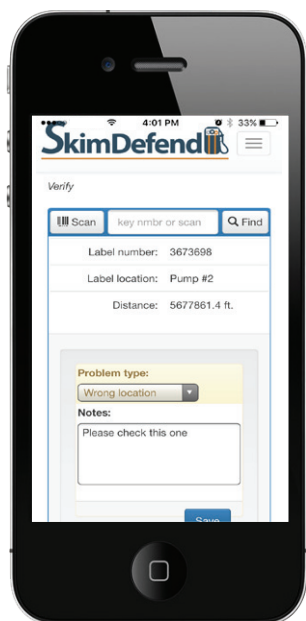 4:01 PM 33%
SkimDefend
Verify
Scan key nmbr or scan Find
Label number: 3673698
Label location: Pump #2
Distance: 5677861.4 ft.
Problem type:
Wrong location
Notes:
Please check this one
Save